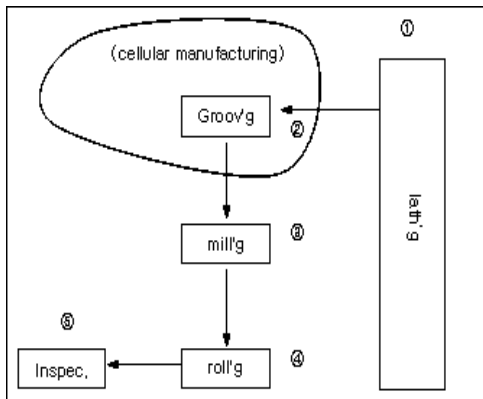 ①
(cellular manufacturing)
Groov'g
②
lath'g
mill'g
③
⑤
Inspec.
roll'g
④